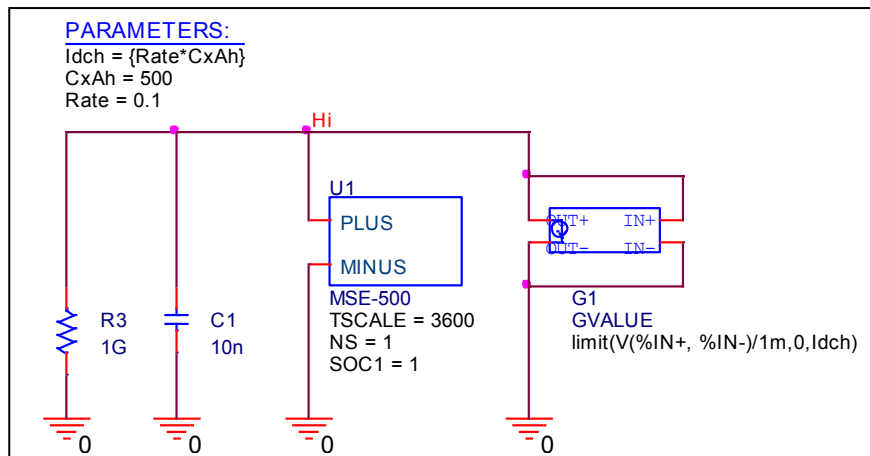 PARAMETERS:
Idch = {Rate*CxAh}
CxAh = 500
Rate = 0.1
Hi
U1
PLUS
MINUS
MSE-500
TSCALE = 3600
NS = 1
SOC1 = 1
OUT+ IN+
OUT- IN-
G1
GVALUE
limit(V(%IN+, %IN-)/1m,0,Idch)
R3
1G
C1
10n
0
0
0
0